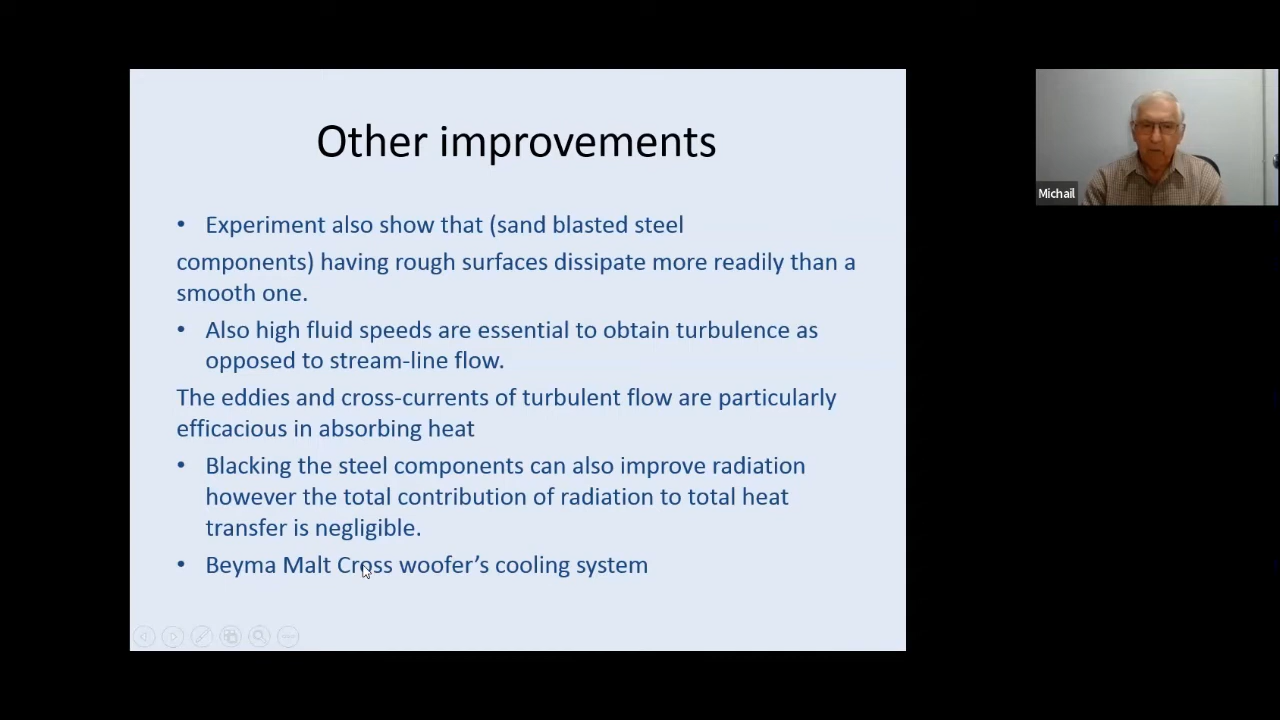 Other improvements
• Experiment also show that (sand blasted steel
components) having rough surfaces dissipate more readily than a
smooth one.
• Also high fluid speeds are essential to obtain turbulence as
opposed to stream-line flow.
The eddies and cross-currents of turbulent flow are particularly
efficacious in absorbing heat
• Blacking the steel components can also improve radiation
however the total contribution of radiation to total heat
transfer is negligible.
• Beyma Malt Cross woofer’s cooling system
Michail